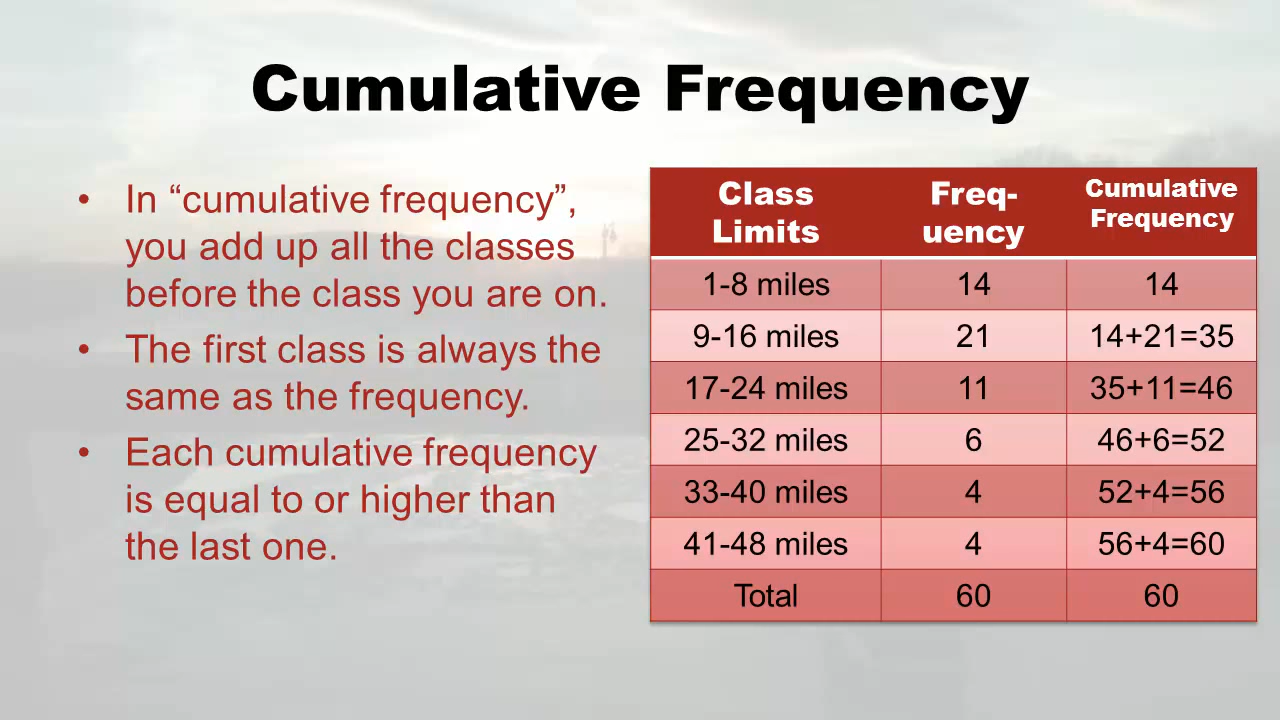 Cumulative Frequency
• In “cumulative frequency”,
you add up all the classes
before the class you are on.
• The first class is always the
same as the frequency.
• Each cumulative frequency
is equal to or higher than
the last one.
Class Limits Freq-uency Cumulative Frequency
1-8 miles 14 14
9-16 miles 21 14+21=35
17-24 miles 11 35+11=46
25-32 miles 6 46+6=52
33-40 miles 4 52+4=56
41-48 miles 4 56+4=60
Total 60 60